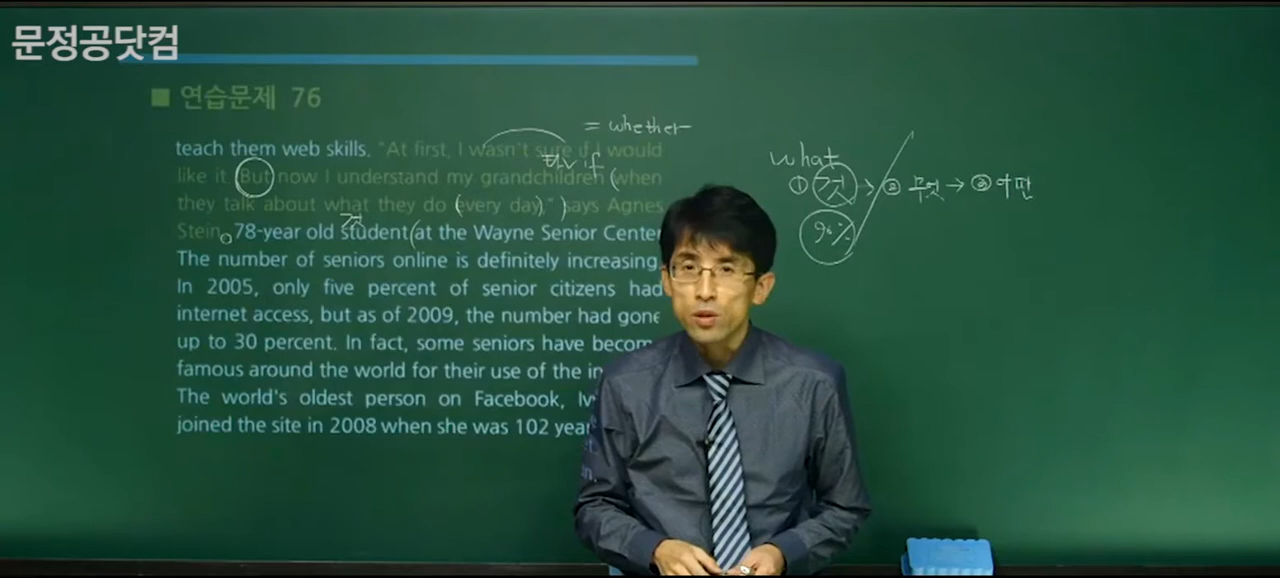 문정공닷컴
■ 연습문제 76
= whether
teach them web skills. "At first, I wasn't sure if I would
like it. But now I understand my grandchildren when
they talk about what they do every day," says Agnes
Stein, 78-year old student at the Wayne Senior Center
The number of seniors online is definitely increasing.
In 2005, only five percent of senior citizens had
internet access, but as of 2009, the number had gone
up to 30 percent. In fact, some seniors have becom
famous around the world for their use of the in
The world's oldest person on Facebook, Iv
joined the site in 2008 when she was 102 yea
if
것
what
① 것 → ② 무엇 → ③ 어떤